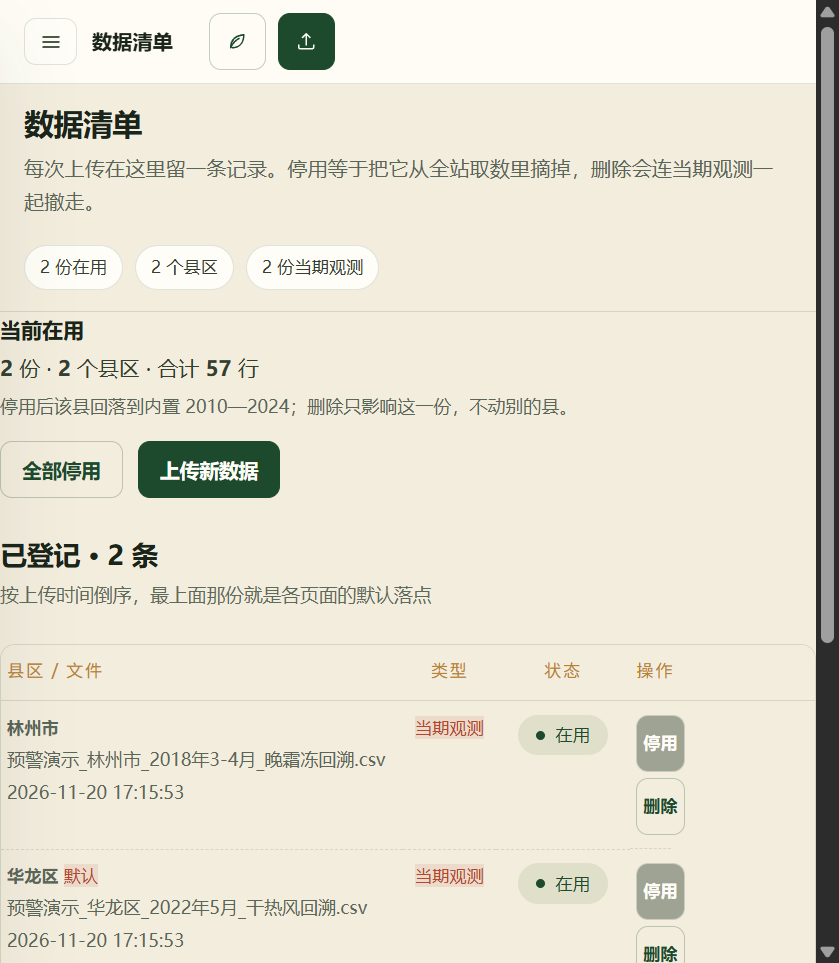 数据清单
数据清单
每次上传在这里留一条记录。停用等于把它从全站取数里摘掉，删除会连当期观测一
起撤走。
2 份在用 2 个县区 2 份当期观测
当前在用
2 份 · 2 个县区 · 合计 57 行
停用后该县回落到内置 2010—2024；删除只影响这一份，不动别的县。
全部停用 上传新数据
已登记 • 2 条
按上传时间倒序，最上面那份就是各页面的默认落点
县区 / 文件 类型 状态 操作
林州市 当期观测 在用 停用
预警演示_林州市_2018年3-4月_晚霜冻回溯.csv
2026-11-20 17:15:53 删除
华龙区 默认 当期观测 在用 停用
预警演示_华龙区_2022年5月_干热风回溯.csv
2026-11-20 17:15:53 删除